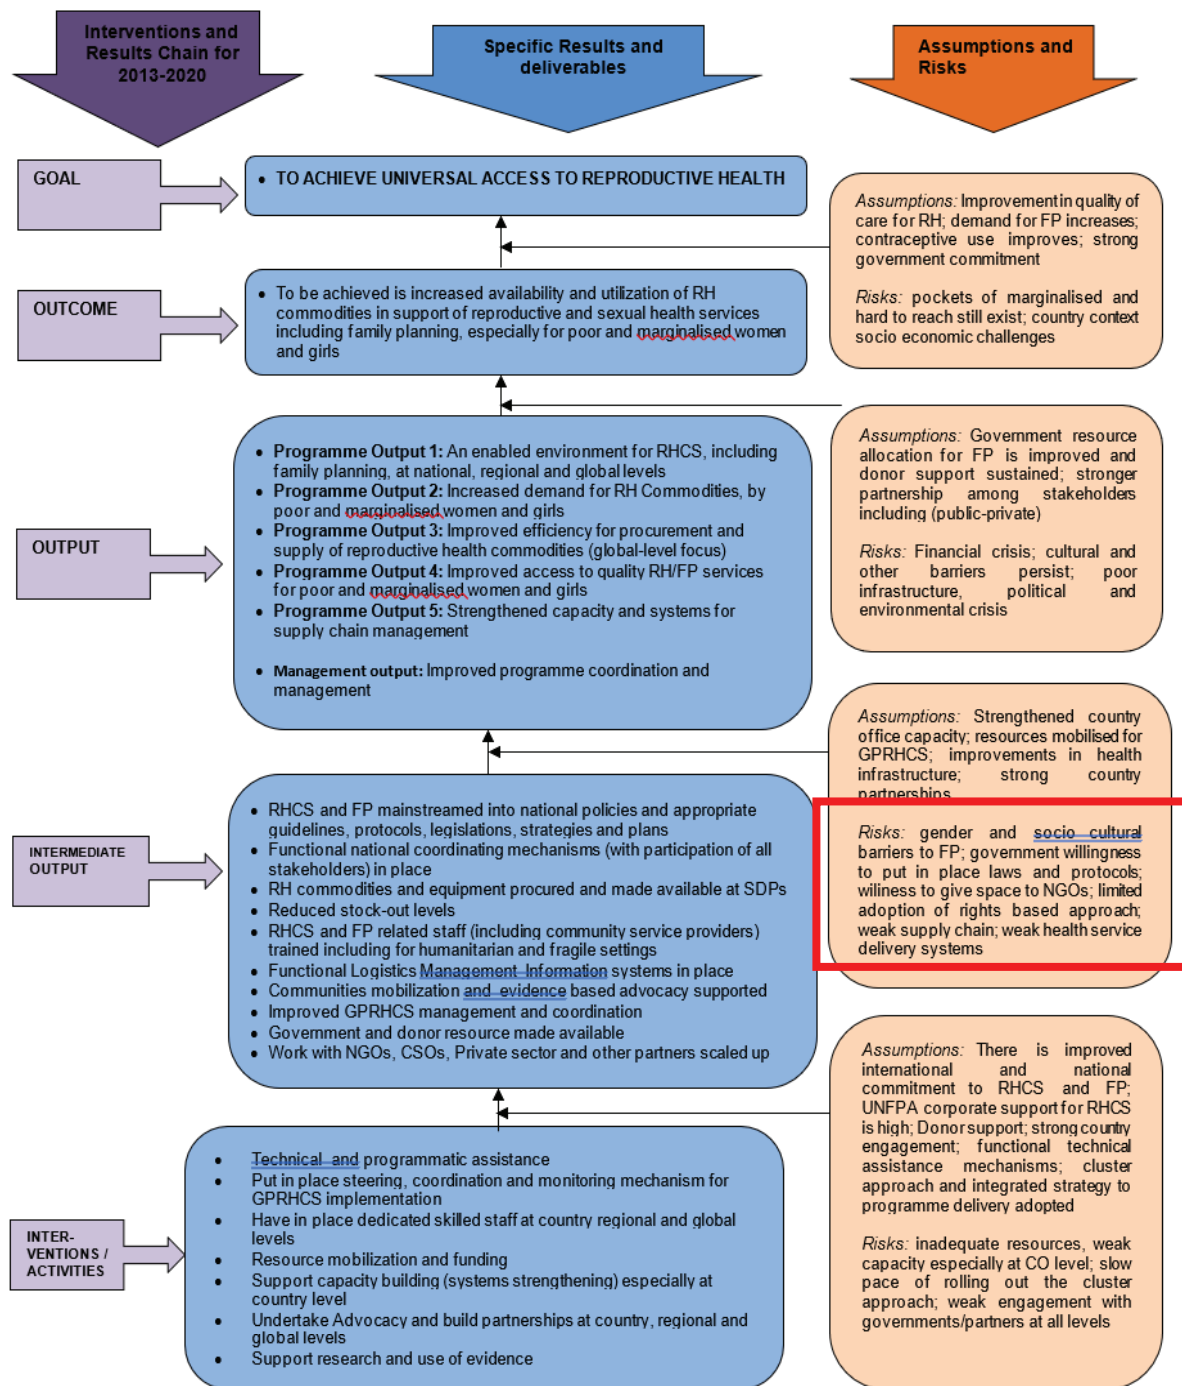 Interventions and
Results Chain for
2013-2020
Specific Results and
deliverables
Assumptions and
Risks
GOAL
• TO ACHIEVE UNIVERSAL ACCESS TO REPRODUCTIVE HEALTH
Assumptions: Improvement in quality of
care for RH; demand for FP increases;
contraceptive use improves; strong
government commitment
Risks: pockets of marginalised and
hard to reach still exist; country context
socio economic challenges
OUTCOME
• To be achieved is increased availability and utilization of RH
commodities in support of reproductive and sexual health services
including family planning, especially for poor and marginalised women
and girls
OUTPUT
• Programme Output 1: An enabled environment for RHCS, including
family planning, at national, regional and global levels
• Programme Output 2: Increased demand for RH Commodities, by
poor and marginalised women and girls
• Programme Output 3: Improved efficiency for procurement and
supply of reproductive health commodities (global-level focus)
• Programme Output 4: Improved access to quality RH/FP services
for poor and marginalised women and girls
• Programme Output 5: Strengthened capacity and systems for
supply chain management
• Management output: Improved programme coordination and
management
Assumptions: Government resource
allocation for FP is improved and
donor support sustained; stronger
partnership among stakeholders
including (public-private)
Risks: Financial crisis; cultural and
other barriers persist; poor
infrastructure, political and
environmental crisis
INTERMEDIATE
OUTPUT
• RHCS and FP mainstreamed into national policies and appropriate
guidelines, protocols, legislations, strategies and plans
• Functional national coordinating mechanisms (with participation of all
stakeholders) in place
• RH commodities and equipment procured and made available at SDPs
• Reduced stock-out levels
• RHCS and FP related staff (including community service providers)
trained including for humanitarian and fragile settings
• Functional Logistics Management Information systems in place
• Communities mobilization and evidence based advocacy supported
• Improved GPRHCS management and coordination
• Government and donor resource made available
• Work with NGOs, CSOs, Private sector and other partners scaled up
Assumptions: Strengthened country
office capacity; resources mobilised for
GPRHCS; improvements in health
infrastructure; strong country
partnerships
Risks: gender and socio cultural
barriers to FP; government willingness
to put in place laws and protocols;
wiliness to give space to NGOs; limited
adoption of rights based approach;
weak supply chain; weak health service
delivery systems
INTER-
VENTIONS /
ACTIVITIES
• Technical and programmatic assistance
• Put in place steering, coordination and monitoring mechanism for
GPRHCS implementation
• Have in place dedicated skilled staff at country regional and global
levels
• Resource mobilization and funding
• Support capacity building (systems strengthening) especially at
country level
• Undertake Advocacy and build partnerships at country, regional and
global levels
• Support research and use of evidence
Assumptions: There is improved
international and national
commitment to RHCS and FP;
UNFPA corporate support for RHCS
is high; Donor support; strong country
engagement; functional technical
assistance mechanisms; cluster
approach and integrated strategy to
programme delivery adopted
Risks: inadequate resources, weak
capacity especially at CO level; slow
pace of rolling out the cluster
approach; weak engagement with
governments/partners at all levels